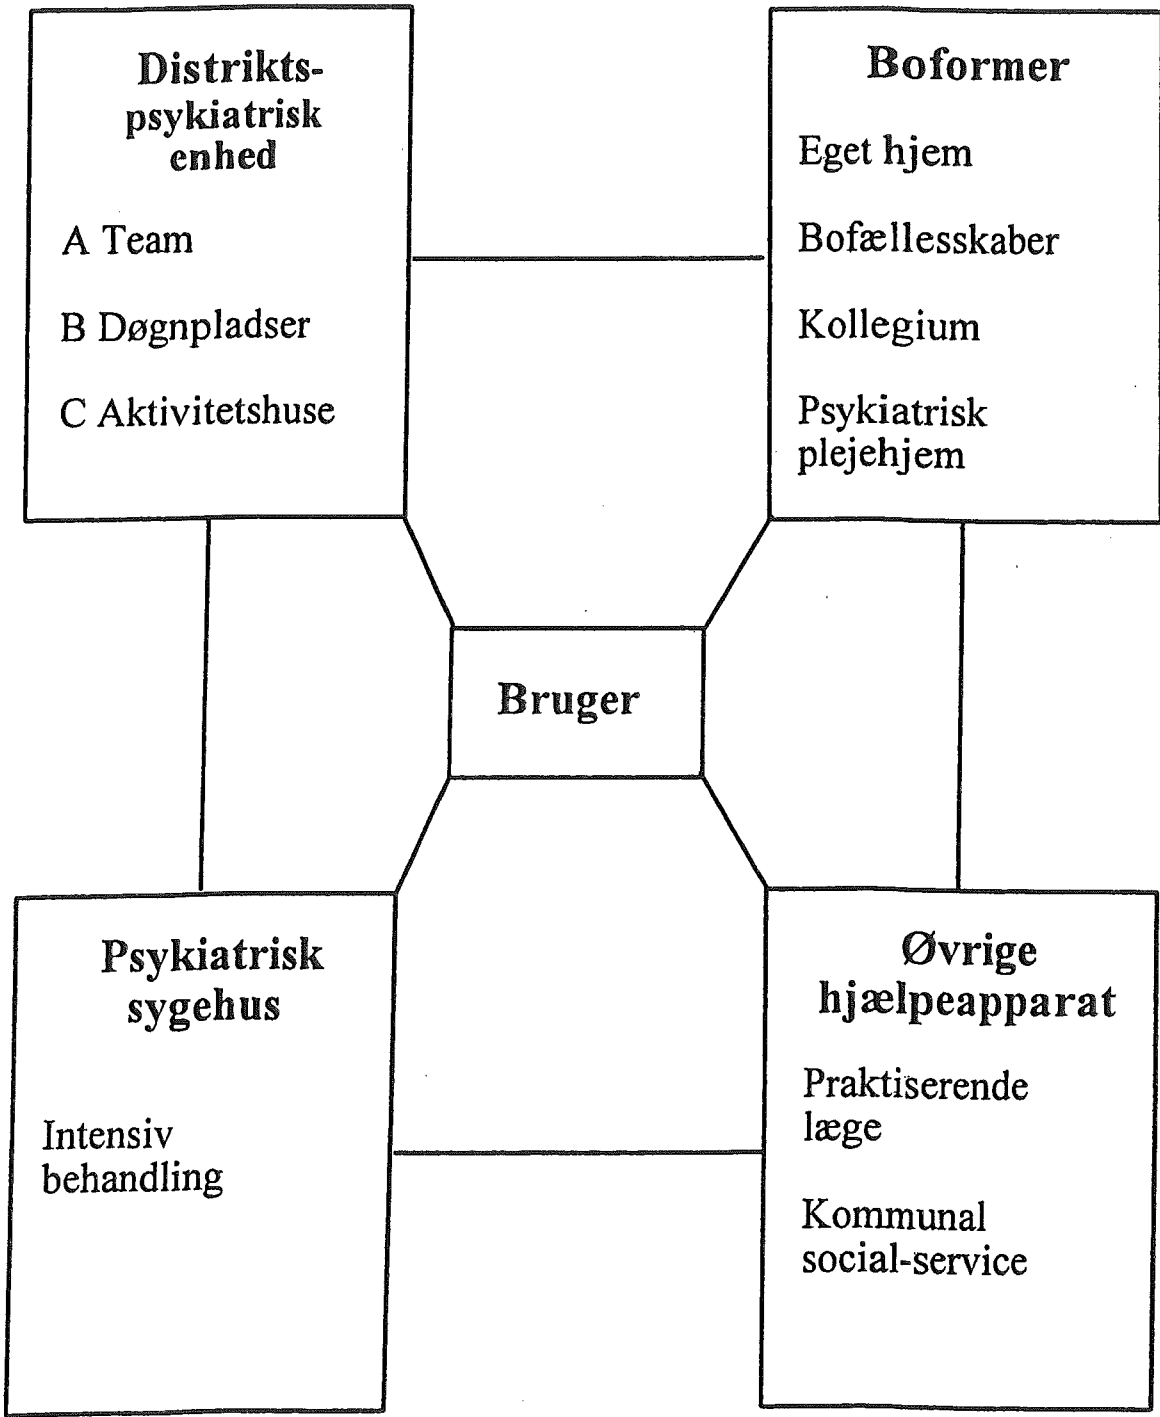 Distrikts-
psykiatrisk
enhed
A Team
B Døgnpladser
C Aktivitetshuse
Boformer
Eget hjem
Bofællesskaber
Kollegium
Psykiatrisk
plejehjem
Bruger
Psykiatrisk
sygehus
Intensiv
behandling
Øvrige
hjælpeapparat
Praktiserende
læge
Kommunal
social-service